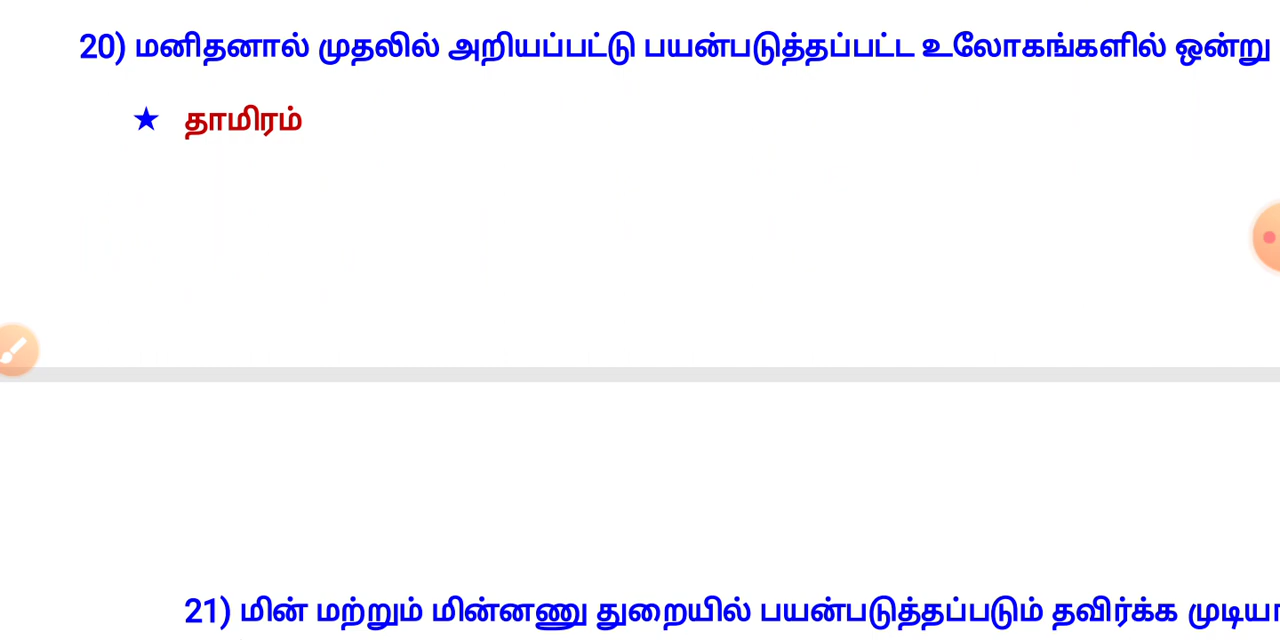 20) மனிதனால் முதலில் அறியப்பட்டு பயன்படுத்தப்பட்ட உலோகங்களில் ஒன்று
★ தாமிரம்
21) மின் மற்றும் மின்னணு துறையில் பயன்படுத்தப்படும் தவிர்க்க